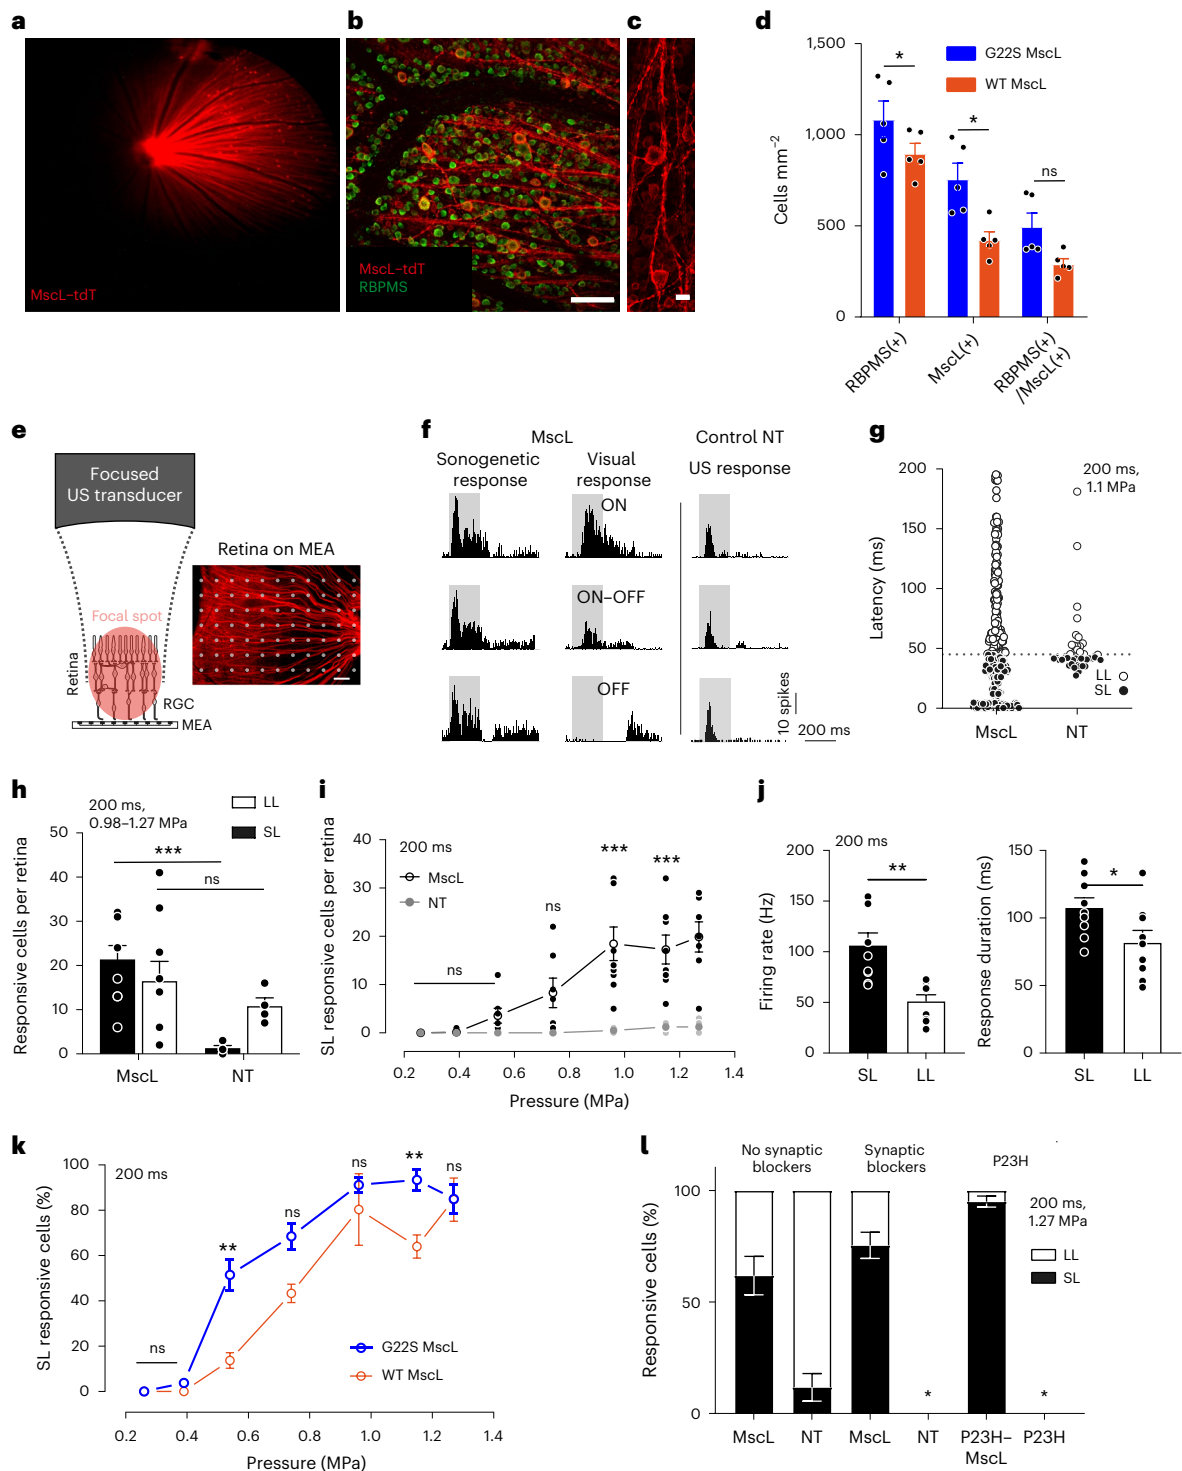 a
MscL–tdT
b
MscL–tdT
RBPMS
c
d
1,500
1,000
500
0
Cells mm⁻²
G22S MscL
WT MscL
*
*
ns
RBPMS(+)
MscL(+)
RBPMS(+)
/MscL(+)
e
Focused
US transducer
Retina on MEA
Focal spot
Retina
RGC
MEA
f
MscL
Control NT
Sonogenetic
response
Visual
response
US response
ON
ON–OFF
OFF
10 spikes
200 ms
g
200 ms,
1.1 MPa
Latency (ms)
200
150
100
50
0
LL
SL
MscL
NT
h
200 ms,
0.98–1.27 MPa
LL
SL
Responsive cells per retina
50
40
30
20
10
0
***
ns
MscL
NT
i
SL responsive cells per retina
40
30
20
10
0
200 ms
MscL
NT
ns
ns
***
***
0.2
0.4
0.6
0.8
1.0
1.2
1.4
Pressure (MPa)
j
200 ms
Firing rate (Hz)
200
150
100
50
0
**
SL
LL
Response duration (ms)
150
100
50
0
*
SL
LL
k
SL responsive cells (%)
100
80
60
40
20
0
200 ms
ns
**
ns
ns
**
ns
G22S MscL
WT MscL
0.2
0.4
0.6
0.8
1.0
1.2
1.4
Pressure (MPa)
l
No synaptic
blockers
Synaptic
blockers
P23H
Responsive cells (%)
100
50
0
200 ms,
1.27 MPa
LL
SL
*
*
MscL
NT
MscL
NT
P23H–
MscL
P23H